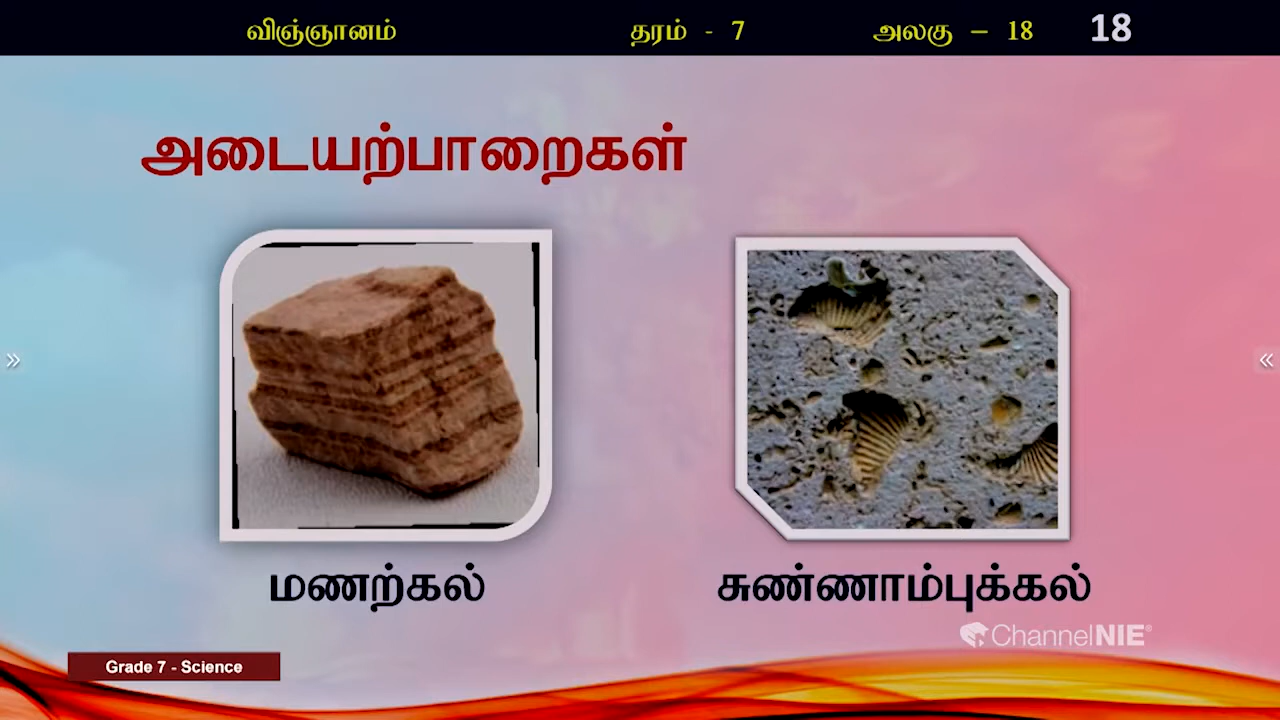 விஞ்ஞானம் தரம் - 7 அலகு – 18 18
அடையற்பாறைகள்
மணற்கல் சுண்ணாம்புக்கல்
ChannelNIE®
Grade 7 - Science